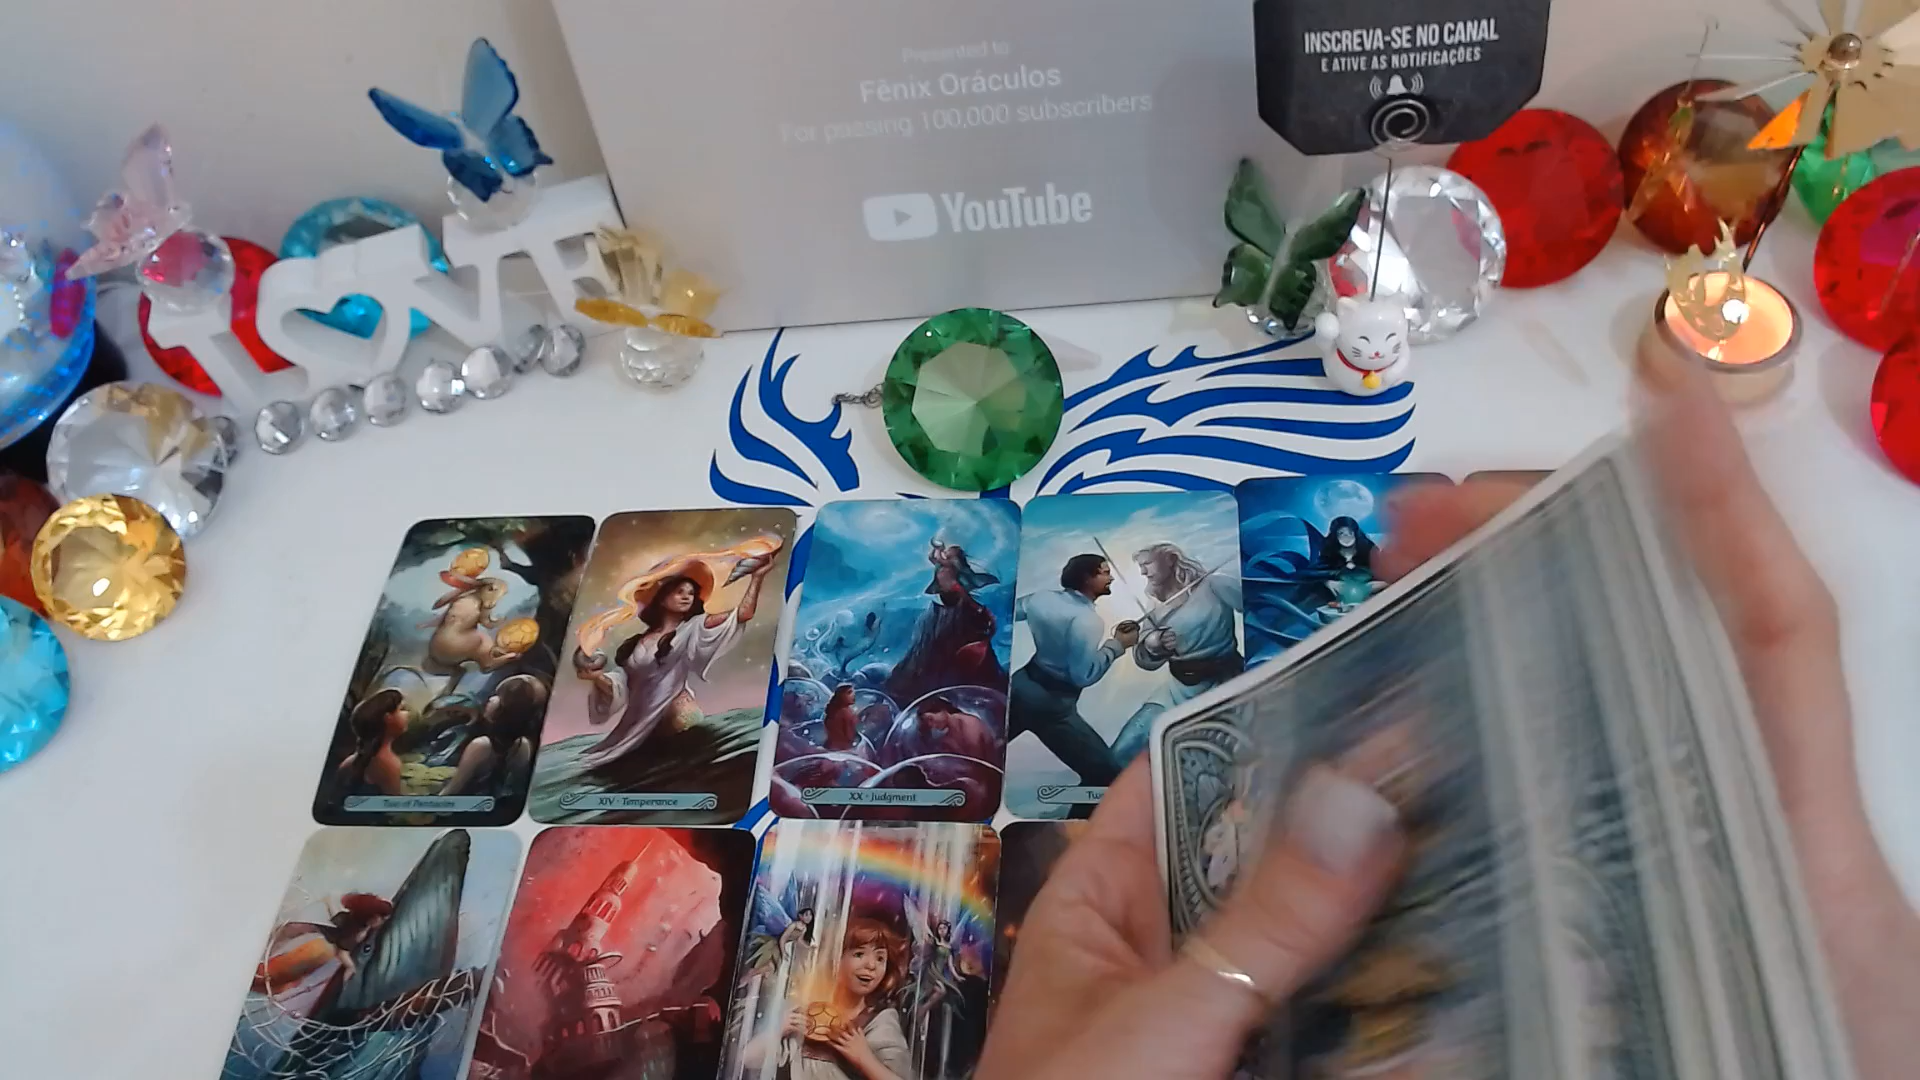 Presented to
Fênix Oráculos
For passing 100,000 subscribers
YouTube
INSCREVA-SE NO CANAL
E ATIVE AS NOTIFICAÇÕES
LOVE
Two of Pentacles
XIV - Temperance
XX - Judgment